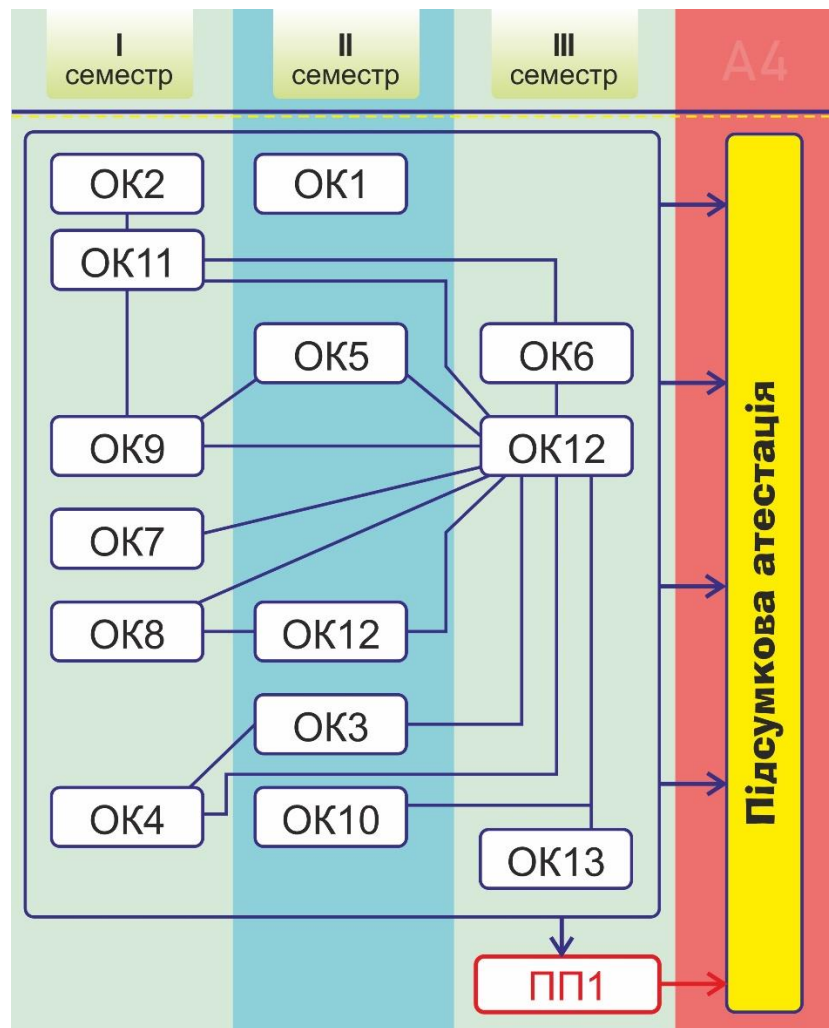 I
семестр
II
семестр
III
семестр
А4
ОК2
ОК1
ОК11
ОК5
ОК6
ОК9
ОК12
ОК7
ОК8
ОК12
ОК3
ОК4
ОК10
ОК13
ПП1
Підсумкова атестація